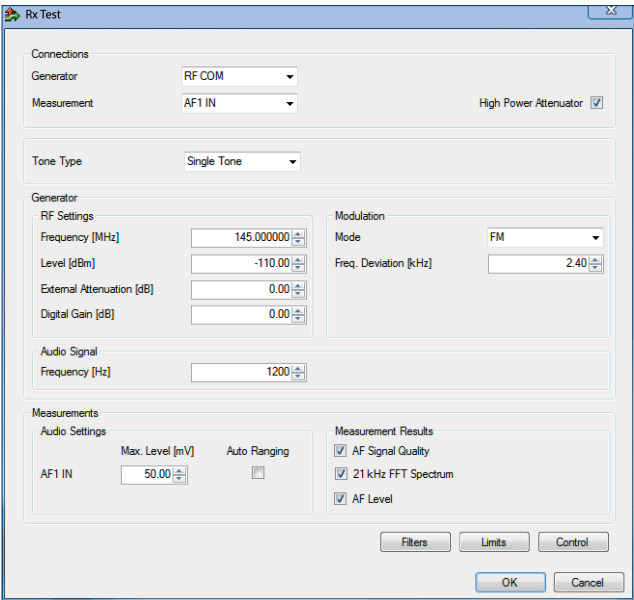 Rx Test
Connections
Generator RF COM
Measurement AF1 IN High Power Attenuator
Tone Type Single Tone
Generator
RF Settings Modulation
Frequency [MHz] 145.000000 Mode FM
Level [dBm] -110.00 Freq. Deviation [kHz] 2.40
External Attenuation [dB] 0.00
Digital Gain [dB] 0.00
Audio Signal
Frequency [Hz] 1200
Measurements
Audio Settings Measurement Results
Max. Level [mV] Auto Ranging AF Signal Quality
AF1 IN 50.00 21 kHz FFT Spectrum
AF Level
Filters Limits Control
OK Cancel